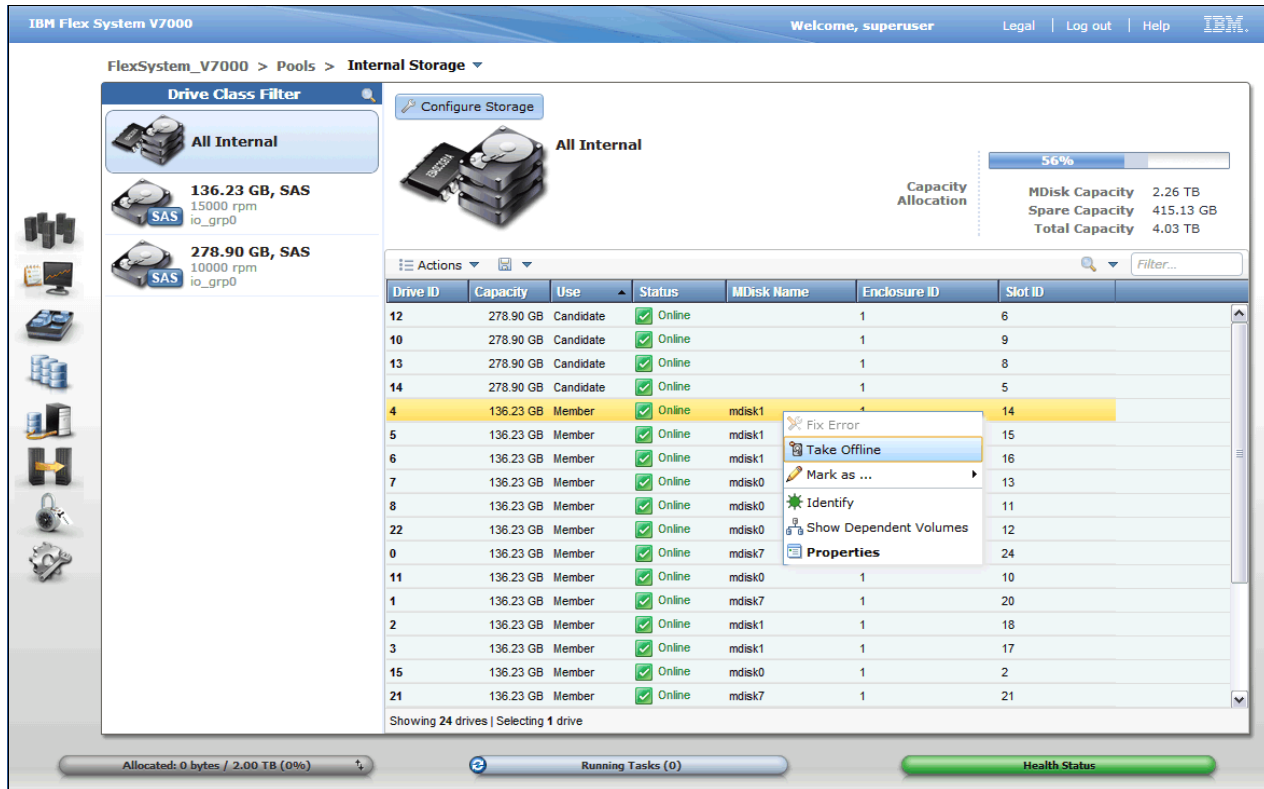 IBM Flex System V7000 Welcome, superuser Legal | Log out | Help IBM.
FlexSystem_V7000 > Pools > Internal Storage
Drive Class Filter
All Internal
136.23 GB, SAS
15000 rpm
io_grp0
SAS
278.90 GB, SAS
10000 rpm
io_grp0
SAS
Configure Storage
All Internal
Capacity Allocation
56%
MDisk Capacity 2.26 TB
Spare Capacity 415.13 GB
Total Capacity 4.03 TB
Actions Filter...
Drive ID Capacity Use Status MDisk Name Enclosure ID Slot ID
12 278.90 GB Candidate Online 1 6
10 278.90 GB Candidate Online 1 9
13 278.90 GB Candidate Online 1 8
14 278.90 GB Candidate Online 1 5
4 136.23 GB Member Online mdisk1 1 14
5 136.23 GB Member Online mdisk1 15
6 136.23 GB Member Online mdisk1 16
7 136.23 GB Member Online mdisk0 13
8 136.23 GB Member Online mdisk0 11
22 136.23 GB Member Online mdisk0 12
0 136.23 GB Member Online mdisk7 24
11 136.23 GB Member Online mdisk0 1 10
1 136.23 GB Member Online mdisk7 1 20
2 136.23 GB Member Online mdisk1 1 18
3 136.23 GB Member Online mdisk1 1 17
15 136.23 GB Member Online mdisk0 1 2
21 136.23 GB Member Online mdisk7 1 21
Fix Error
Take Offline
Mark as ...
Identify
Show Dependent Volumes
Properties
Showing 24 drives | Selecting 1 drive
Allocated: 0 bytes / 2.00 TB (0%) Running Tasks (0) Health Status